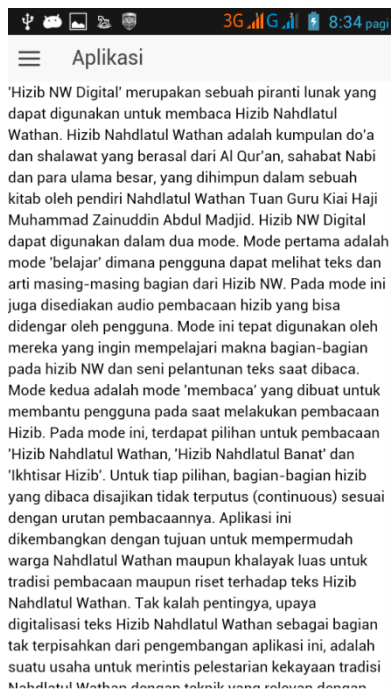 3G G 8:34 pagi
Aplikasi
'Hizib NW Digital' merupakan sebuah piranti lunak yang
dapat digunakan untuk membaca Hizib Nahdlatul
Wathan. Hizib Nahdlatul Wathan adalah kumpulan do'a
dan shalawat yang berasal dari Al Qur'an, sahabat Nabi
dan para ulama besar, yang dihimpun dalam sebuah
kitab oleh pendiri Nahdlatul Wathan Tuan Guru Kiai Haji
Muhammad Zainuddin Abdul Madjid. Hizib NW Digital
dapat digunakan dalam dua mode. Mode pertama adalah
mode 'belajar' dimana pengguna dapat melihat teks dan
arti masing-masing bagian dari Hizib NW. Pada mode ini
juga disediakan audio pembacaan hizib yang bisa
didengar oleh pengguna. Mode ini tepat digunakan oleh
mereka yang ingin mempelajari makna bagian-bagian
pada hizib NW dan seni pelantunan teks saat dibaca.
Mode kedua adalah mode 'membaca' yang dibuat untuk
membantu pengguna pada saat melakukan pembacaan
Hizib. Pada mode ini, terdapat pilihan untuk pembacaan
'Hizib Nahdlatul Wathan, 'Hizib Nahdlatul Banat' dan
'Ikhtisar Hizib'. Untuk tiap pilihan, bagian-bagian hizib
yang dibaca disajikan tidak terputus (continuous) sesuai
dengan urutan pembacaannya. Aplikasi ini
dikembangkan dengan tujuan untuk mempermudah
warga Nahdlatul Wathan maupun khalayak luas untuk
tradisi pembacaan maupun riset terhadap teks Hizib
Nahdlatul Wathan. Tak kalah pentingya, upaya
digitalisasi teks Hizib Nahdlatul Wathan sebagai bagian
tak terpisahkan dari pengembangan aplikasi ini, adalah
suatu usaha untuk merintis pelestarian kekayaan tradisi
Nahdlatul Wathan dengan teknik yang relevan dengan